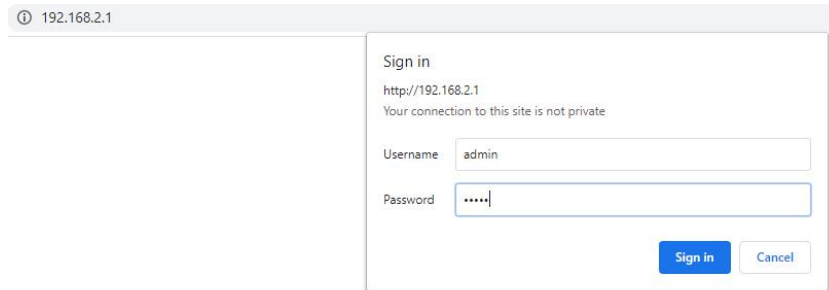 192.168.2.1
Sign in
http://192.168.2.1
Your connection to this site is not private
Username admin
Password •••••
Sign in Cancel